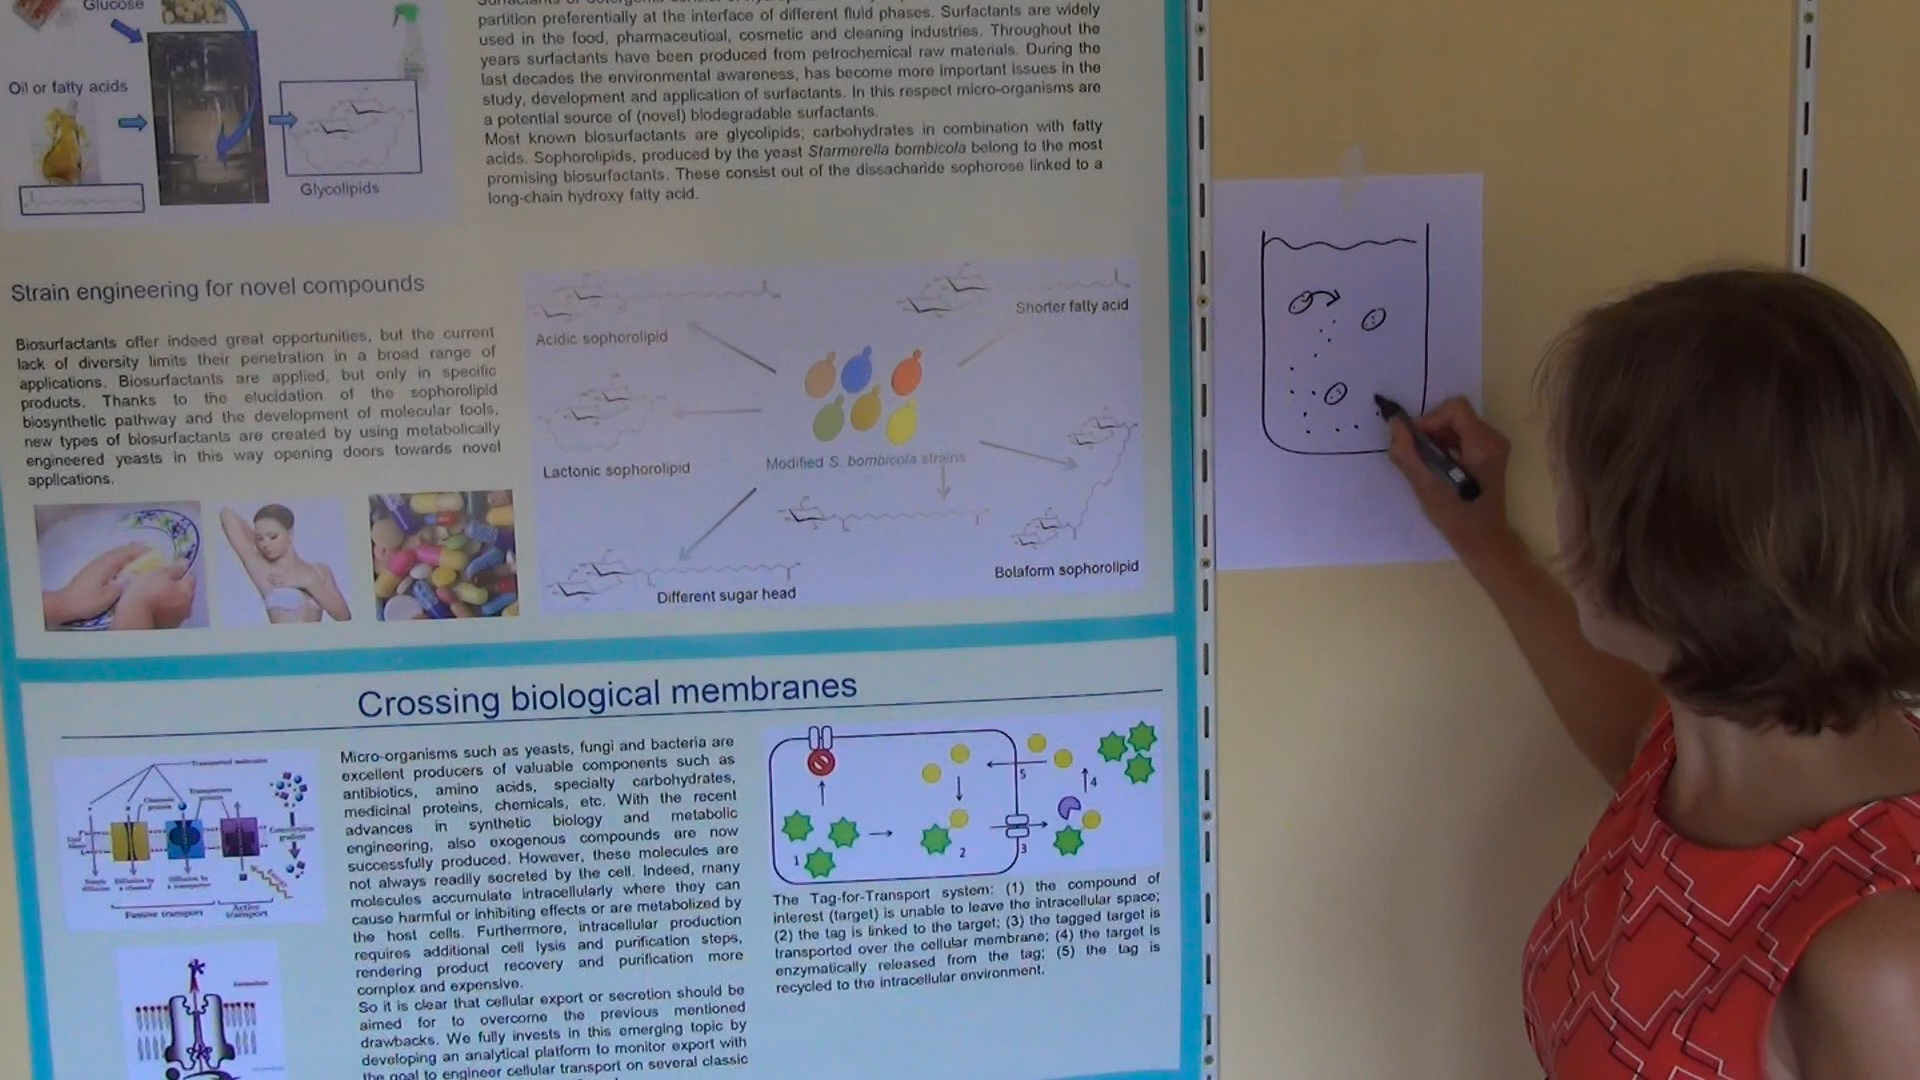 Glucose
Oil or fatty acids
Glycolipids
partition preferentially at the interface of different fluid phases. Surfactants are widely
used in the food, pharmaceutical, cosmetic and cleaning industries. Throughout the
years surfactants have been produced from petrochemical raw materials. During the
last decades the environmental awareness, has become more important issues in the
study, development and application of surfactants. In this respect micro-organisms are
a potential source of (novel) biodegradable surfactants.
Most known biosurfactants are glycolipids; carbohydrates in combination with fatty
acids. Sophorolipids, produced by the yeast Starmerella bombicola belong to the most
promising biosurfactants. These consist out of the dissacharide sophorose linked to a
long-chain hydroxy fatty acid.
Strain engineering for novel compounds
Biosurfactants offer indeed great opportunities, but the current
lack of diversity limits their penetration in a broad range of
applications. Biosurfactants are applied, but only in specific
products. Thanks to the elucidation of the sophorolipid
biosynthetic pathway and the development of molecular tools,
new types of biosurfactants are created by using metabolically
engineered yeasts in this way opening doors towards novel
applications.
Acidic sophorolipid
Shorter fatty acid
Lactonic sophorolipid
Modified S. bombicola strains
Different sugar head
Bolaform sophorolipid
Crossing biological membranes
Micro-organisms such as yeasts, fungi and bacteria are
excellent producers of valuable components such as
antibiotics, amino acids, specialty carbohydrates,
medicinal proteins, chemicals, etc. With the recent
advances in synthetic biology and metabolic
engineering, also exogenous compounds are now
successfully produced. However, these molecules are
not always readily secreted by the cell. Indeed, many
molecules accumulate intracellularly where they can
cause harmful or inhibiting effects or are metabolized by
the host cells. Furthermore, intracellular production
requires additional cell lysis and purification steps,
rendering product recovery and purification more
complex and expensive.
So it is clear that cellular export or secretion should be
aimed for to overcome the previous mentioned
drawbacks. We fully invests in this emerging topic by
developing an analytical platform to monitor export with
the goal to engineer cellular transport on several classic
Passive transport
Active
transport
1
2
3
4
5
The Tag-for-Transport system: (1) the compound of
interest (target) is unable to leave the intracellular space;
(2) the tag is linked to the target; (3) the tagged target is
transported over the cellular membrane; (4) the target is
enzymatically released from the tag; (5) the tag is
recycled to the intracellular environment.